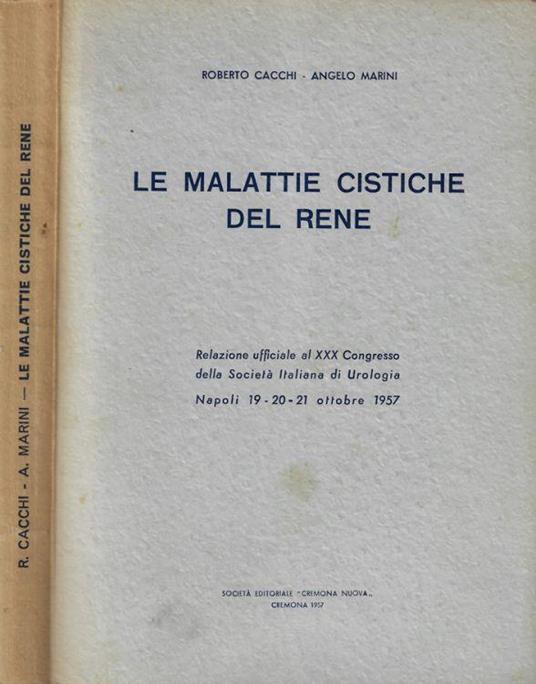 R. CACCHI - A. MARINI — LE MALATTIE CISTICHE DEL RENE
ROBERTO CACCHI - ANGELO MARINI
LE MALATTIE CISTICHE
DEL RENE
Relazione ufficiale al XXX Congresso
della Società Italiana di Urologia
Napoli 19 - 20 - 21 ottobre 1957
SOCIETÀ EDITORIALE "CREMONA NUOVA„
CREMONA 1957